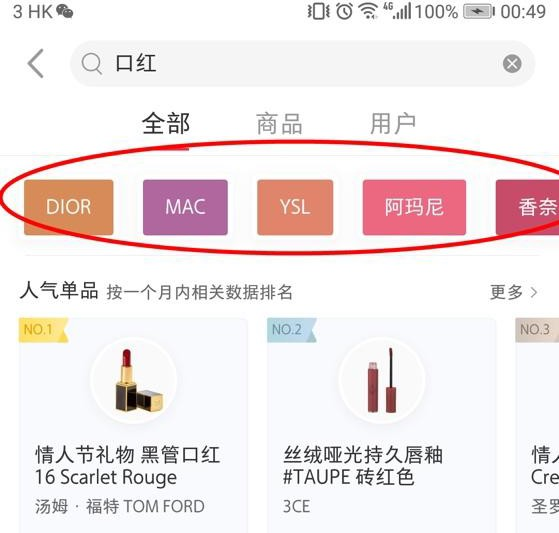 3 HK 4G 100% 00:49
口红
全部 商品 用户
DIOR MAC YSL 阿玛尼 香奈
人气单品 按一个月内相关数据排名 更多
NO.1 NO.2 NO.3
情人节礼物 黑管口红
16 Scarlet Rouge
汤姆·福特 TOM FORD
丝绒哑光持久唇釉
#TAUPE 砖红色
3CE
情
Cre
圣罗